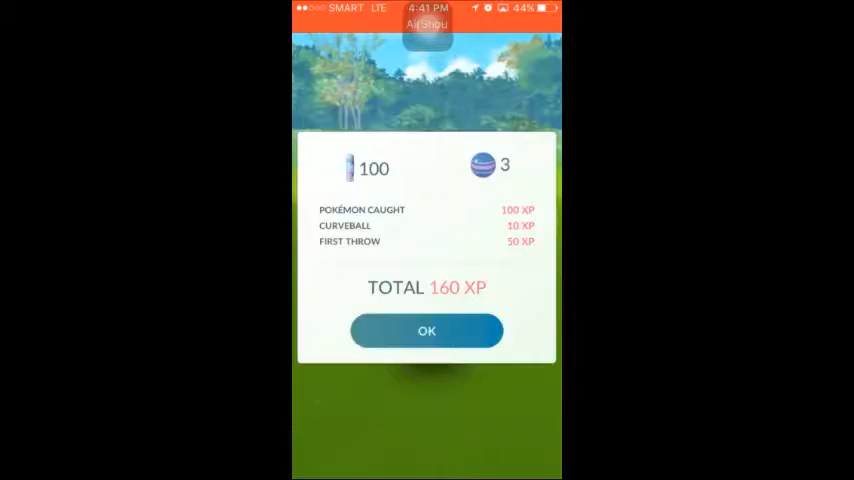 SMART LTE 4:41 PM 44%
AirShou
100 3
POKÉMON CAUGHT 100 XP
CURVEBALL 10 XP
FIRST THROW 50 XP
TOTAL 160 XP
OK